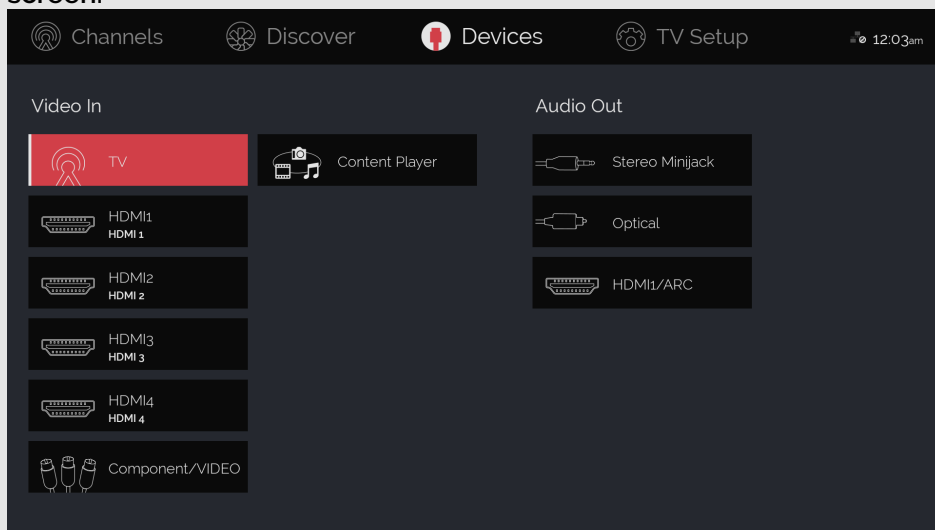 screen.
Channels Discover Devices TV Setup 12:03am
Video In
TV
Content Player
HDMI1
HDMI 1
HDMI2
HDMI 2
HDMI3
HDMI 3
HDMI4
HDMI 4
Component/VIDEO
Audio Out
Stereo Minijack
Optical
HDMI1/ARC